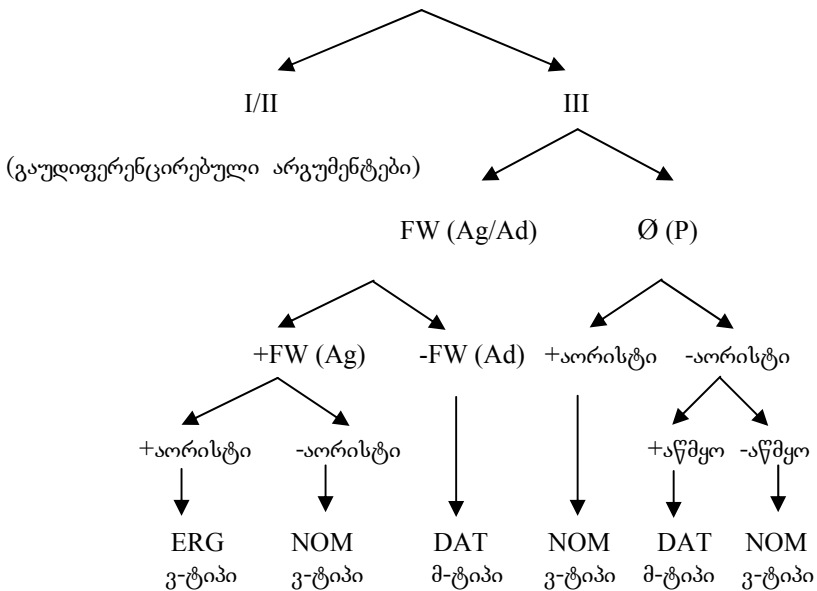 I/II III
(გაუდიფერენცირებული არგუმენტები)
FW (Ag/Ad) Ø (P)
+FW (Ag) -FW (Ad) +აორისტი -აორისტი
+აორისტი -აორისტი +აწმყო -აწმყო
ERG NOM DAT NOM DAT NOM
ვ-ტიპი ვ-ტიპი მ-ტიპი ვ-ტიპი მ-ტიპი ვ-ტიპი